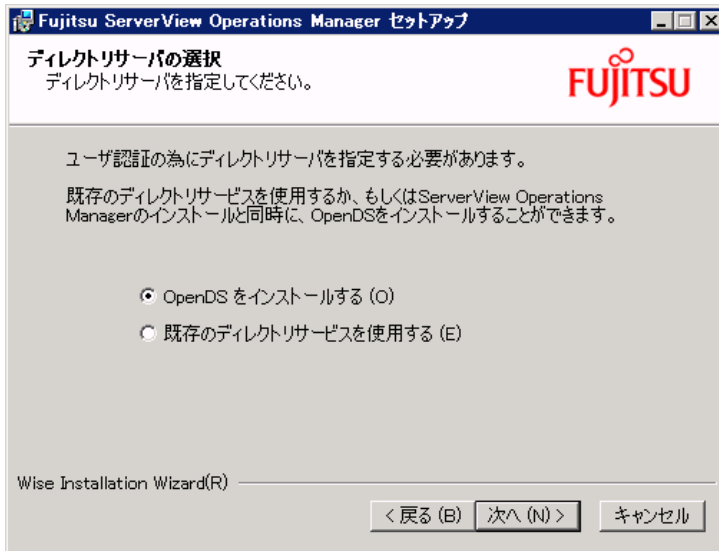 Fujitsu ServerView Operations Manager セットアップ
ディレクトリサーバの選択
ディレクトリサーバを指定してください。
FUJITSU
ユーザ認証の為にディレクトリサーバを指定する必要があります。
既存のディレクトリサービスを使用するか、もしくはServerView Operations
Managerのインストールと同時に、OpenDSをインストールすることができます。
OpenDS をインストールする (O)
既存のディレクトリサービスを使用する (E)
Wise Installation Wizard(R)
< 戻る (B) 次へ (N) > キャンセル